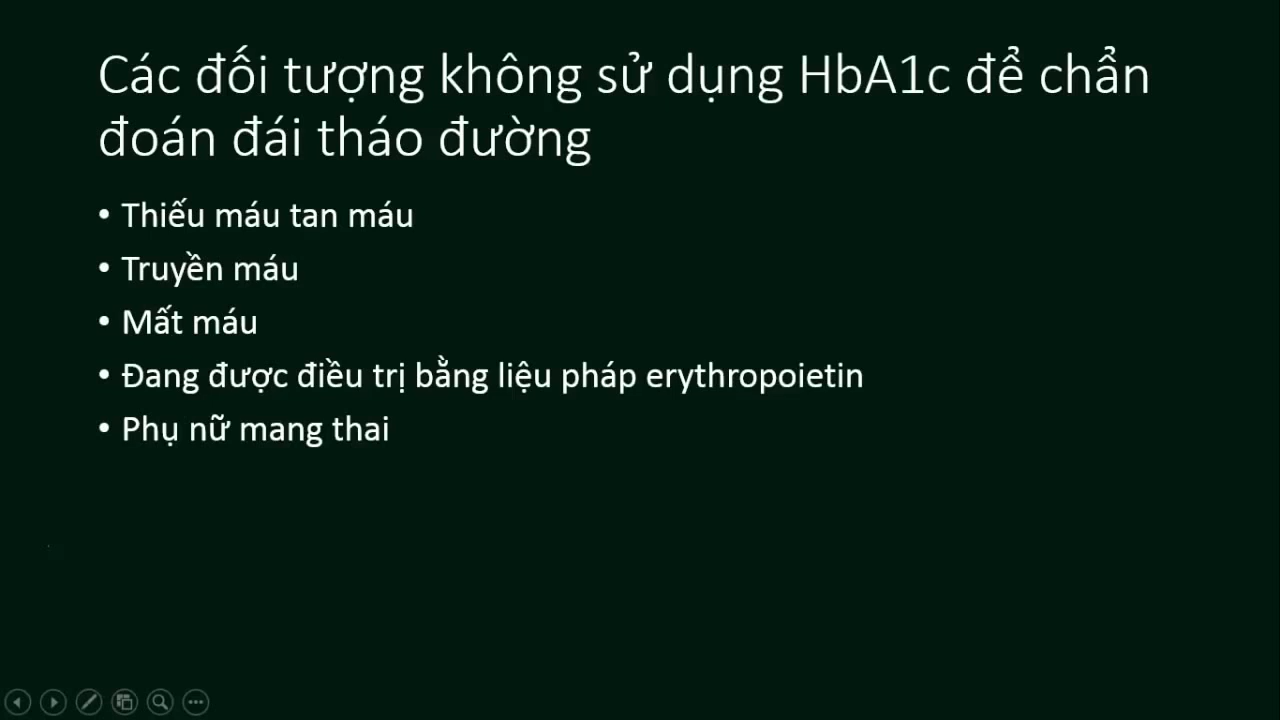 Các đối tượng không sử dụng HbA1c để chẩn
đoán đái tháo đường
• Thiếu máu tan máu
• Truyền máu
• Mất máu
• Đang được điều trị bằng liệu pháp erythropoietin
• Phụ nữ mang thai